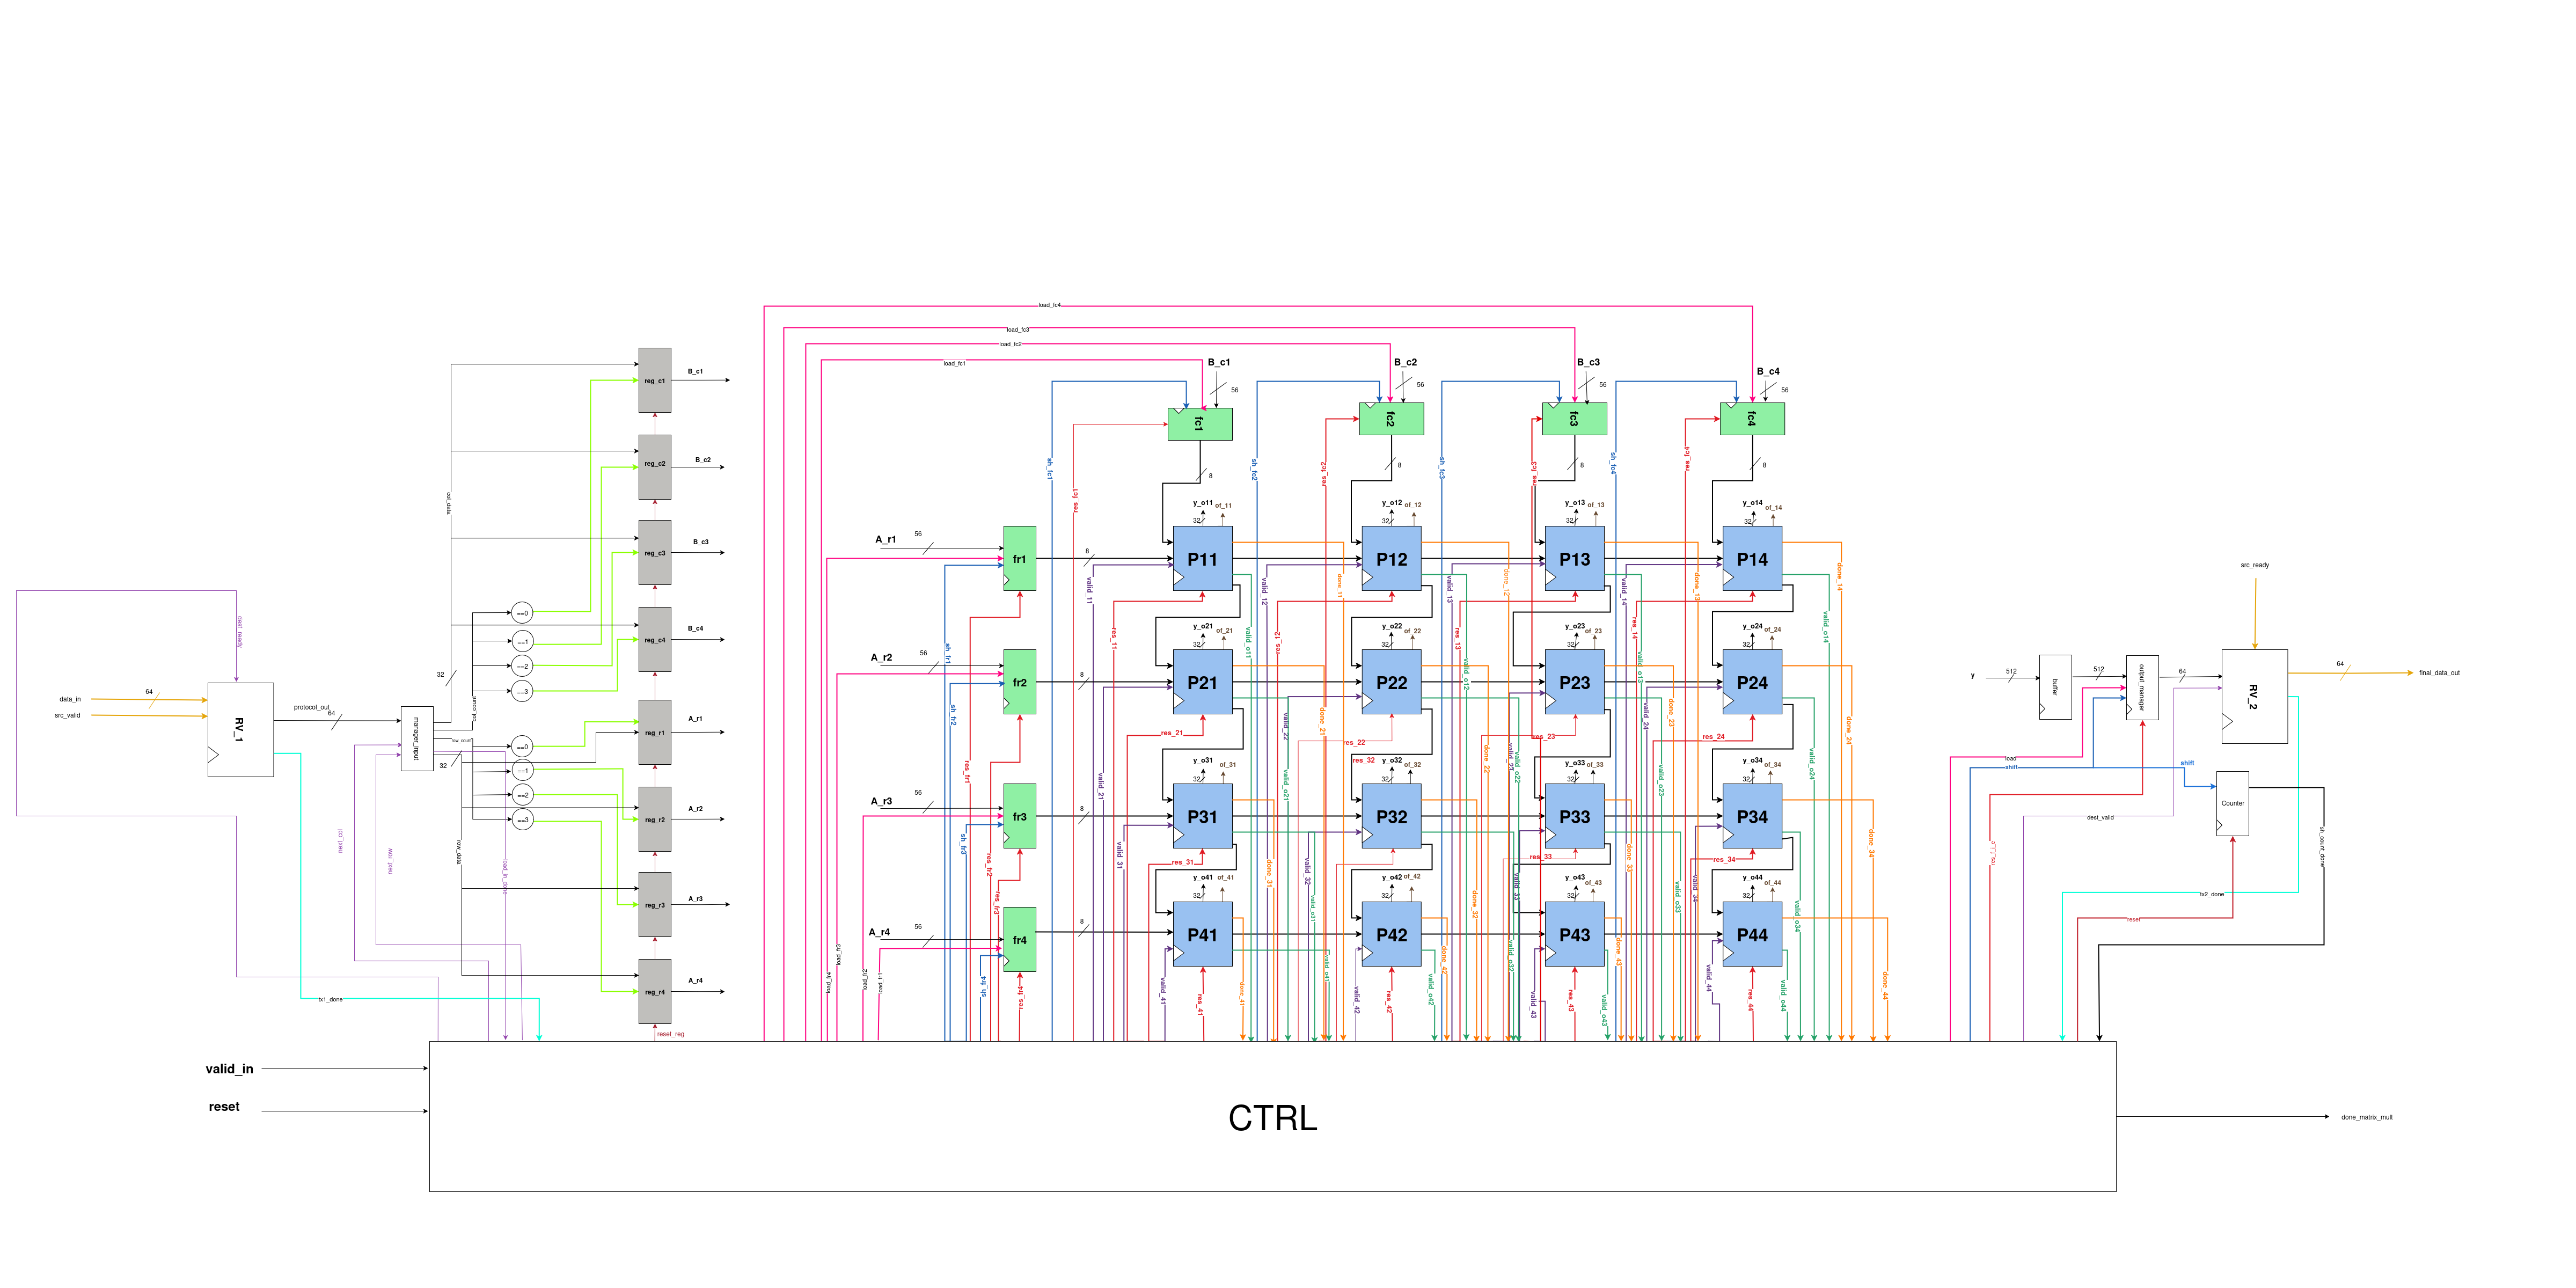 load_fc4
load_fc3
load_fc2
load_fc1
B_c1
B_c2
B_c3
B_c4
56
56
56
56
fc1
fc2
fc3
fc4
8
8
8
8
sh_fc1
res_fc1
sh_fc2
res_fc2
sh_fc3
res_fc3
sh_fc4
res_fc4
reg_c1
B_c1
reg_c2
B_c2
reg_c3
B_c3
reg_c4
B_c4
reg_r1
A_r1
reg_r2
A_r2
reg_r3
A_r3
reg_r4
A_r4
reset_reg
col_data
32
==0
==1
==2
==3
col_count
row_count
==0
==1
==2
==3
32
row_data
load_in_done
manager_input
next_col
next_row
dest_ready
data_in
64
src_valid
RV_1
protocol_out
64
tx1_done
A_r1
56
fr1
8
A_r2
56
fr2
8
A_r3
56
fr3
8
A_r4
56
fr4
8
sh_fr1
sh_fr2
sh_fr3
sh_fr4
res_fr1
res_fr2
res_fr3
res_fr4
load_fr4
load_fr3
load_fr2
load_fr1
y_o11
of_11
32
P11
y_o12
of_12
32
P12
y_o13
of_13
32
P13
y_o14
of_14
32
P14
valid_11
res_11
valid_o11
done_11
valid_12
res_12
valid_o12
done_12
valid_13
res_13
valid_o13
done_13
valid_14
res_14
valid_o14
done_14
y_o21
of_21
32
P21
y_o22
of_22
32
P22
y_o23
of_23
32
P23
y_o24
of_24
32
P24
valid_21
res_21
valid_o21
done_21
valid_22
res_22
valid_o22
done_22
valid_21
res_23
valid_o23
done_23
valid_24
res_24
valid_o24
done_24
y_o31
of_31
32
P31
y_o32
of_32
32
P32
y_o33
of_33
32
P33
y_o34
of_34
32
P34
valid_31
res_31
valid_o31
done_31
valid_32
res_32
valid_o32
done_32
valid_33
res_33
valid_o33
done_33
valid_34
res_34
valid_o34
done_34
y_o41
of_41
32
P41
y_o42
of_42
32
P42
y_o43
of_43
32
P43
y_o44
of_44
32
P44
valid_41
res_41
valid_o41
done_41
valid_42
res_42
valid_o42
done_42
valid_43
res_43
valid_o43
done_43
valid_44
res_44
valid_o44
done_44
src_ready
y
512
buffer
512
output_manager
64
RV_2
64
final_data_out
load
shift
shift
Counter
dest_valid
sh_count_done
tx2_done
reset
valid_in
reset
CTRL
done_matrix_mult